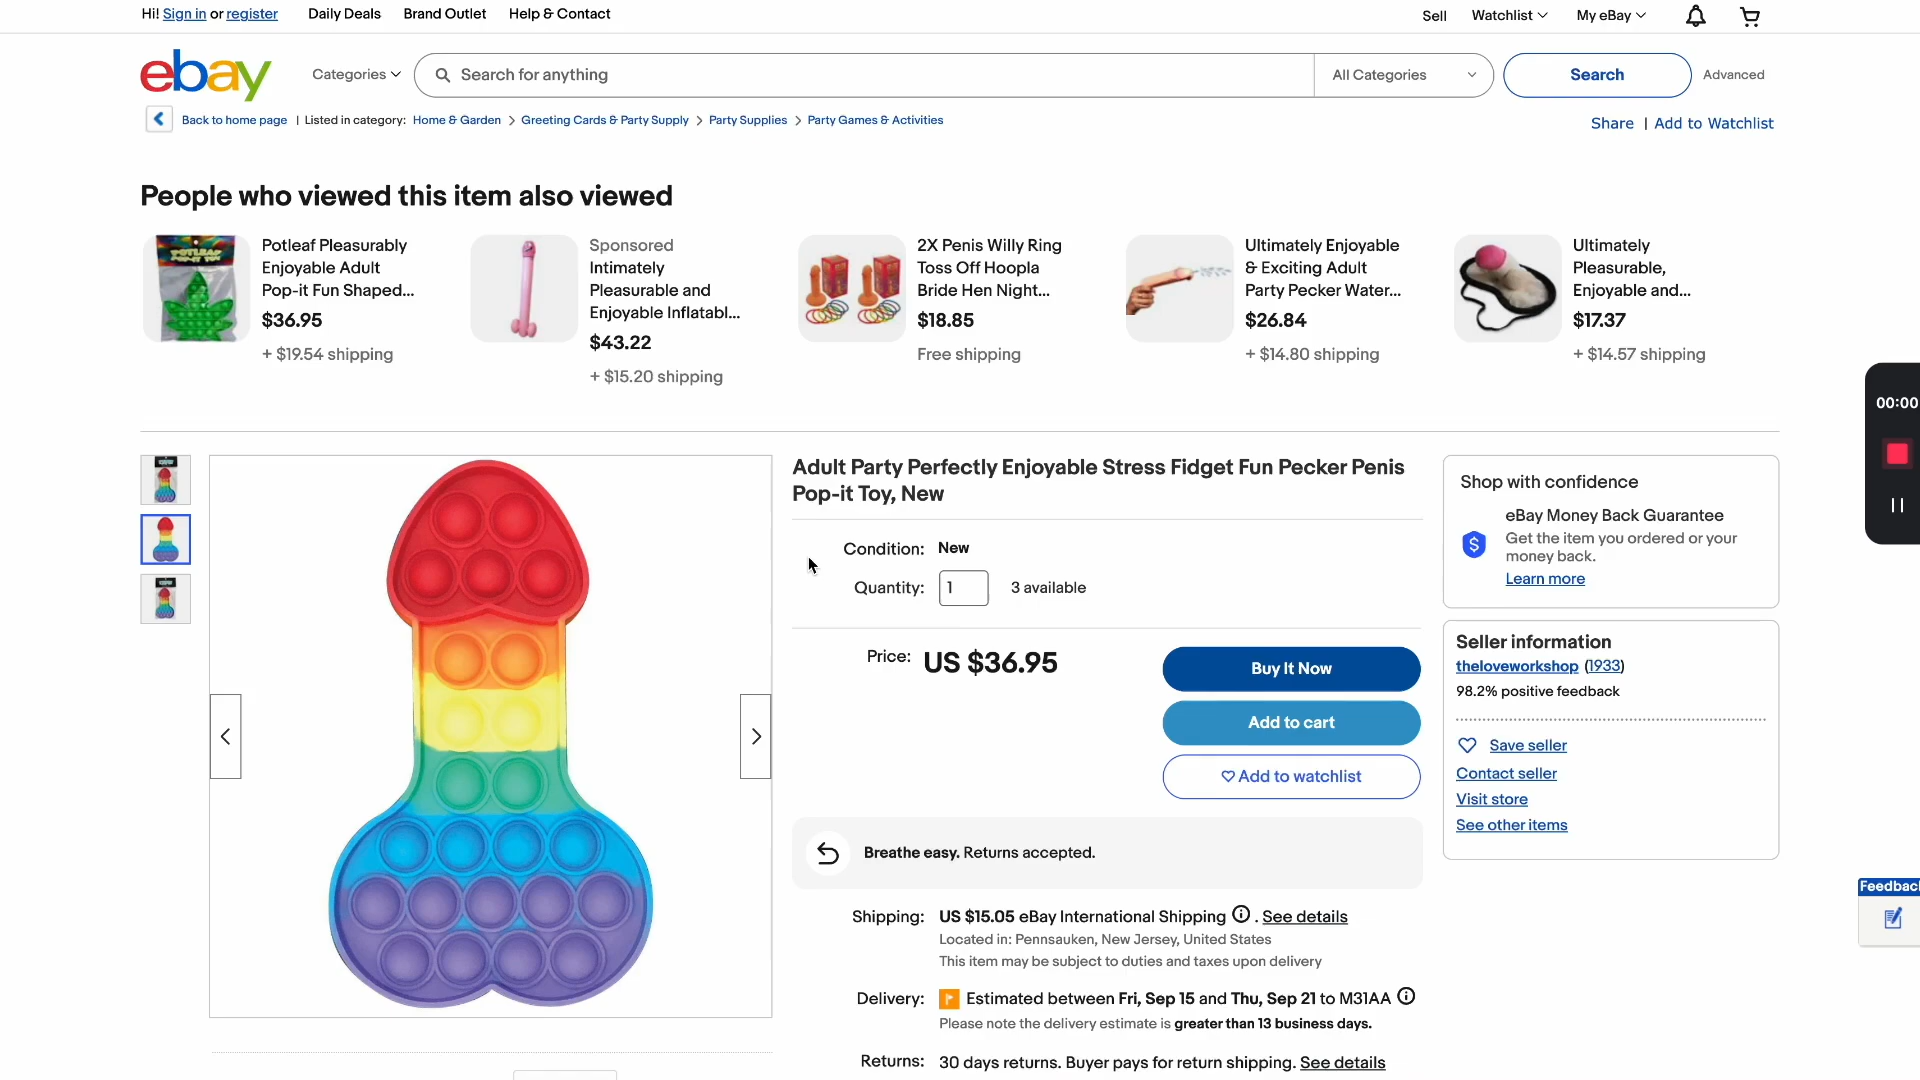 Hi! Sign in or register
Daily Deals
Brand Outlet
Help & Contact
Sell
Watchlist
My eBay
ebay
Categories
Search for anything
All Categories
Search
Advanced
Back to home page | Listed in category: Home & Garden > Greeting Cards & Party Supply > Party Supplies > Party Games & Activities
Share | Add to Watchlist
People who viewed this item also viewed
POTLEAF
Potleaf Pleasurably
Enjoyable Adult
Pop-it Fun Shaped...
$36.95
+ $19.54 shipping
Sponsored
Intimately
Pleasurable and
Enjoyable Inflatabl...
$43.22
+ $15.20 shipping
2X Penis Willy Ring
Toss Off Hoopla
Bride Hen Night...
$18.85
Free shipping
Ultimately Enjoyable
& Exciting Adult
Party Pecker Water...
$26.84
+ $14.80 shipping
Ultimately
Pleasurable,
Enjoyable and...
$17.37
+ $14.57 shipping
00:00
Adult Party Perfectly Enjoyable Stress Fidget Fun Pecker Penis
Pop-it Toy, New
Condition: New
Quantity: 1 3 available
Price: US $36.95
Buy It Now
Add to cart
Add to watchlist
Breathe easy. Returns accepted.
Shipping: US $15.05 eBay International Shipping . See details
Located in: Pennsauken, New Jersey, United States
This item may be subject to duties and taxes upon delivery
Delivery: Estimated between Fri, Sep 15 and Thu, Sep 21 to M31AA
Please note the delivery estimate is greater than 13 business days.
Returns: 30 days returns. Buyer pays for return shipping. See details
Shop with confidence
eBay Money Back Guarantee
Get the item you ordered or your
money back.
Learn more
Seller information
theloveworkshop (1933)
98.2% positive feedback
Save seller
Contact seller
Visit store
See other items
Feedbac